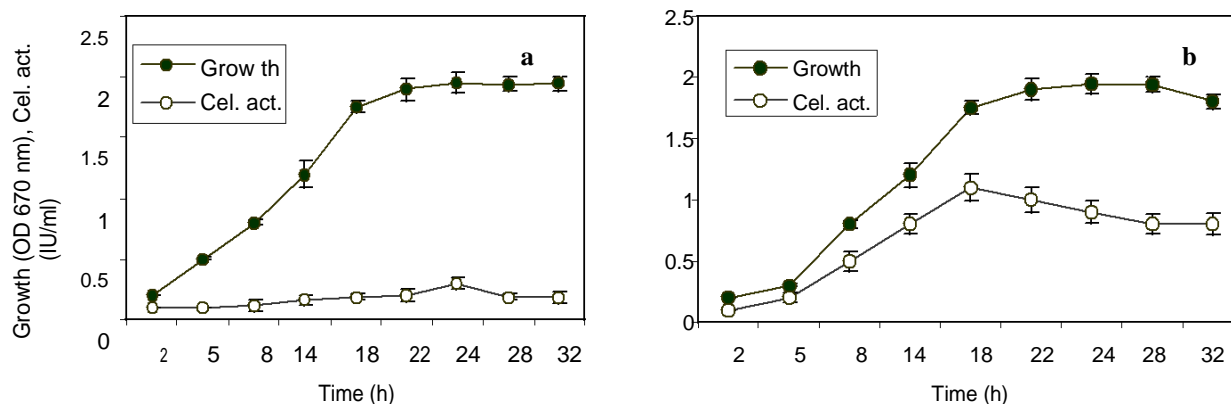 Growth (OD 670 nm), Cel. act.
(IU/ml)
2.5
2
1.5
1
0.5
0
Grow th
Cel. act.
a
2 5 8 14 18 22 24 28 32
Time (h)
2.5
2
1.5
1
0.5
0
Growth
Cel. act.
b
2 5 8 14 18 22 24 28 32
Time (h)